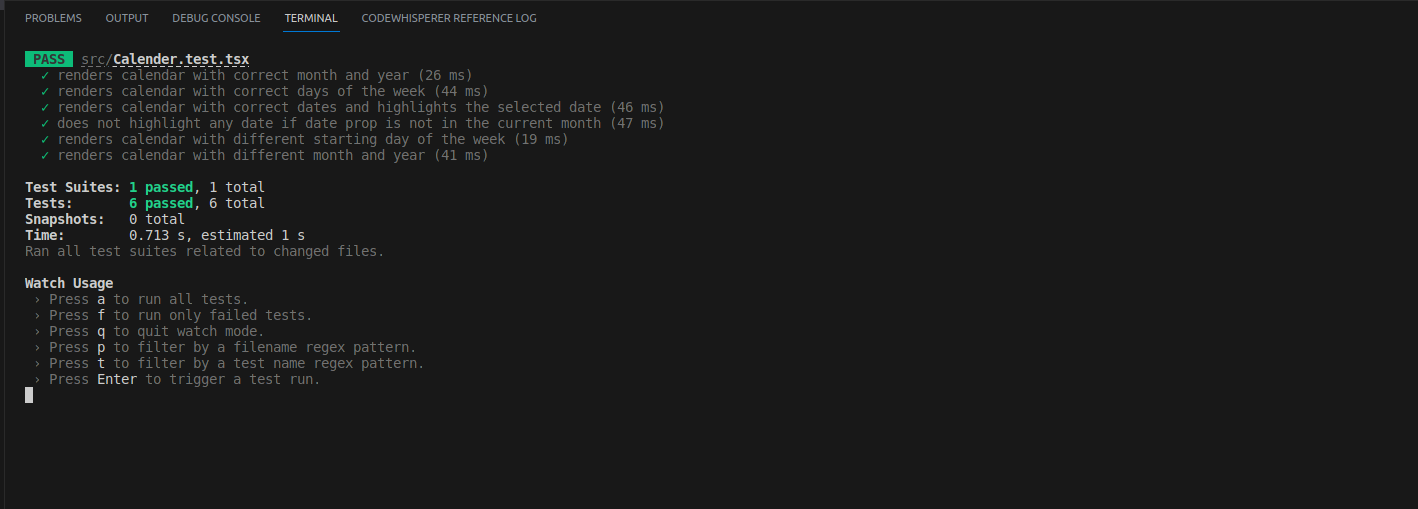 PROBLEMS OUTPUT DEBUG CONSOLE TERMINAL CODEWHISPERER REFERENCE LOG
PASS src/Calender.test.tsx
✓ renders calendar with correct month and year (26 ms)
✓ renders calendar with correct days of the week (44 ms)
✓ renders calendar with correct dates and highlights the selected date (46 ms)
✓ does not highlight any date if date prop is not in the current month (47 ms)
✓ renders calendar with different starting day of the week (19 ms)
✓ renders calendar with different month and year (41 ms)
Test Suites: 1 passed, 1 total
Tests: 6 passed, 6 total
Snapshots: 0 total
Time: 0.713 s, estimated 1 s
Ran all test suites related to changed files.
Watch Usage
› Press a to run all tests.
› Press f to run only failed tests.
› Press q to quit watch mode.
› Press p to filter by a filename regex pattern.
› Press t to filter by a test name regex pattern.
› Press Enter to trigger a test run.